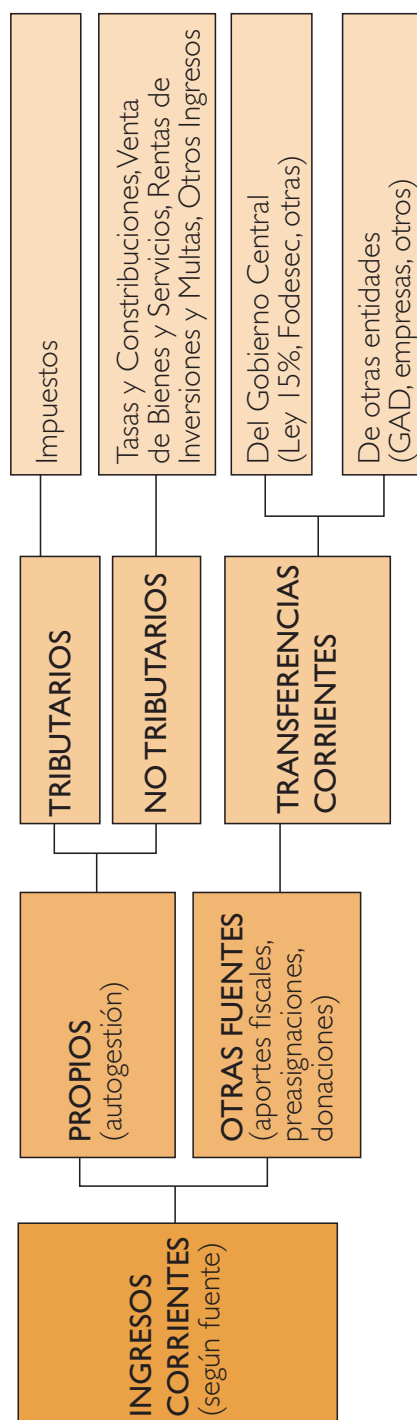 INGRESOS
CORRIENTES
(según fuente)
PROPIOS
(autogestión)
OTRAS FUENTES
(aportes fiscales,
preasignaciones,
donaciones)
TRIBUTARIOS
NO TRIBUTARIOS
TRANSFERENCIAS
CORRIENTES
Impuestos
Tasas y Constribuciones, Venta
de Bienes y Servicios, Rentas de
Inversiones y Multas, Otros Ingresos
Del Gobierno Central
(Ley 15%, Fodesec, otras)
De otras entidades
(GAD, empresas, otros)